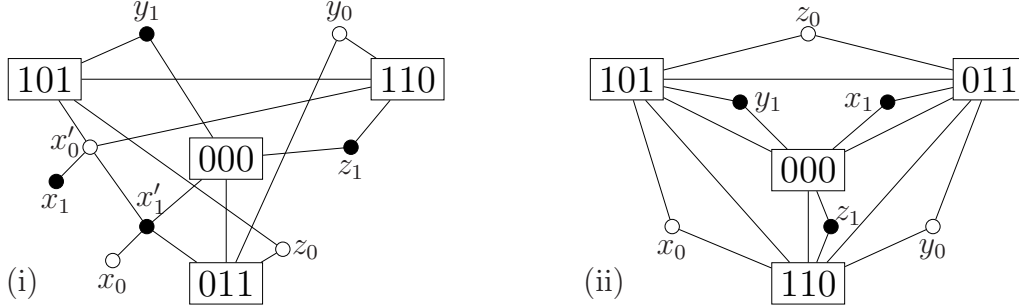 y₁ y₀ z₀
101 110 101 011
y₁ x₁
x′₀ 000 z₁ 000
x₁ x′₁ z₁
x₀ z₀ x₀ y₀
(i) 011 (ii) 110